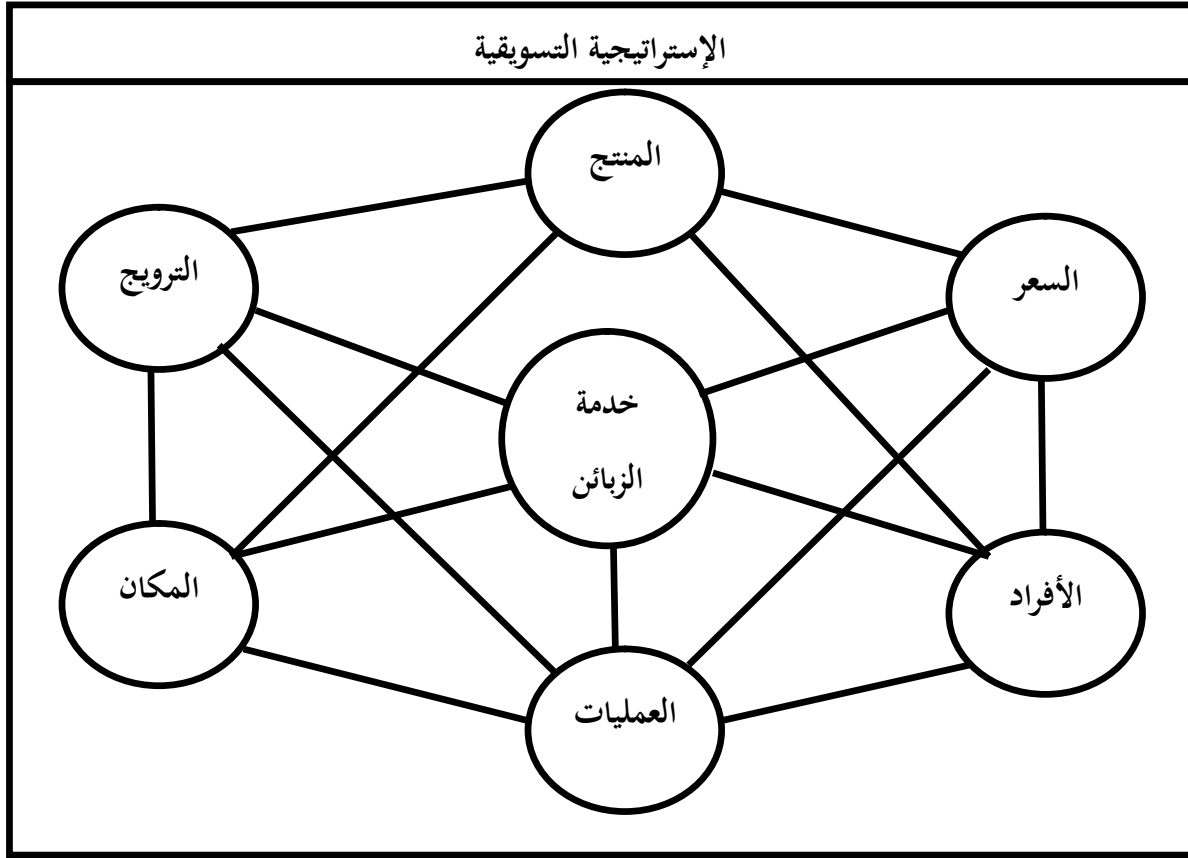 الإستراتيجية التسويقية
المنتج
السعر
الترويج
خدمة
الزبائن
الأفراد
المكان
العمليات